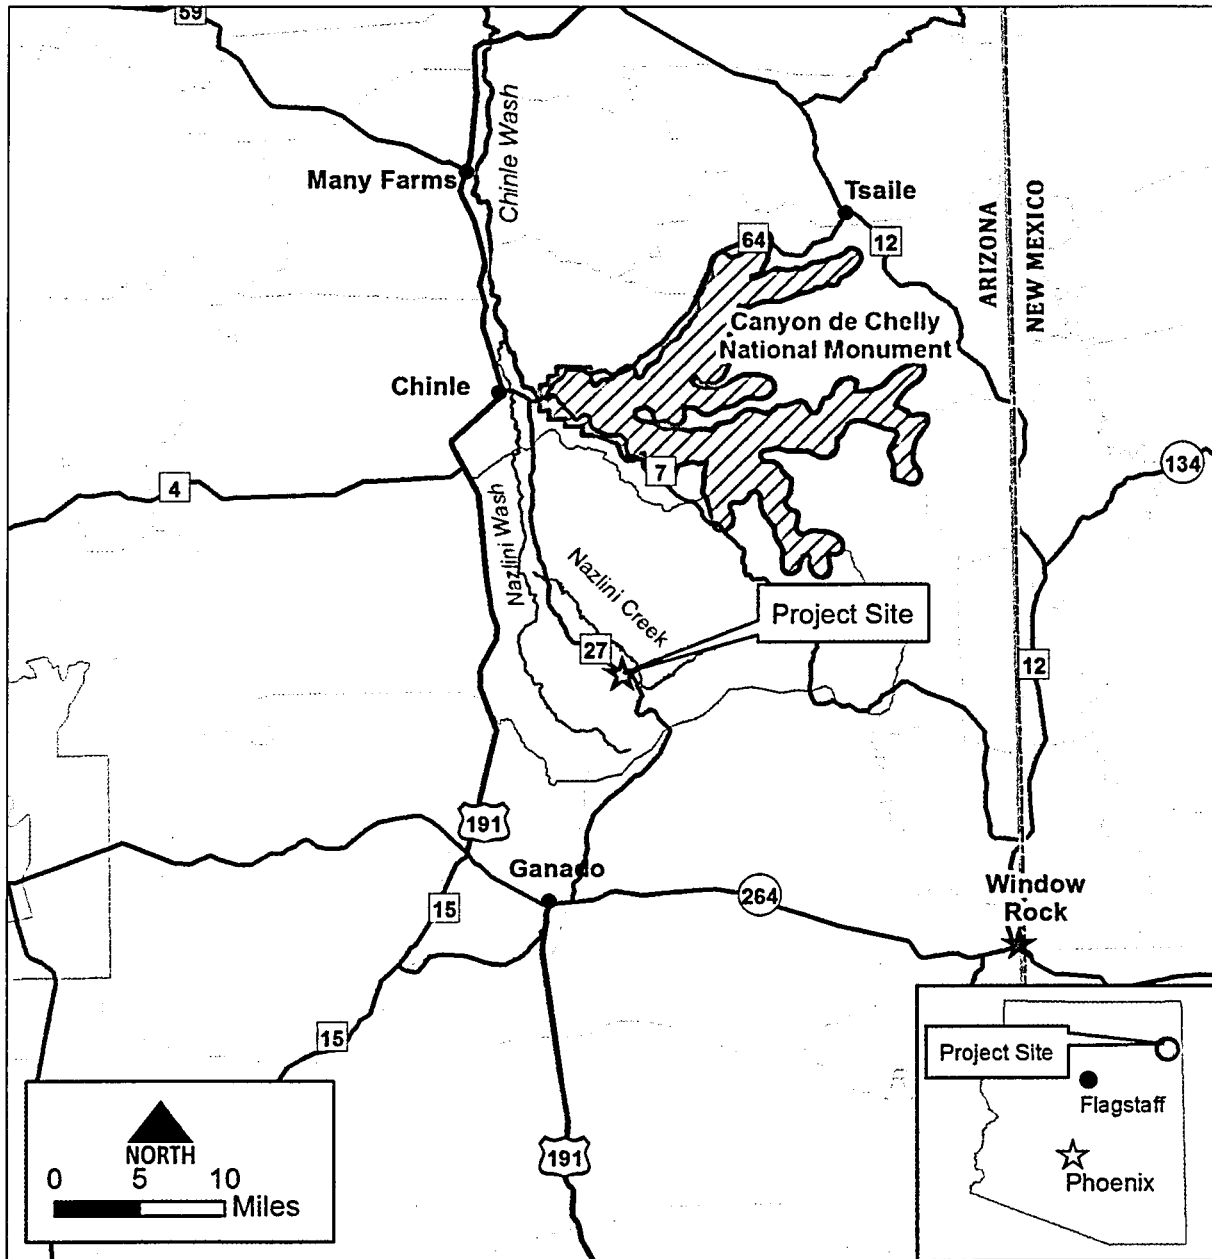 59
Chinle Wash
Many Farms
Tsaile
64
12
ARIZONA
NEW MEXICO
Canyon de Chelly
National Monument
Chinle
134
7
4
Nazlini Wash
Nazlini Creek
Project Site
27
12
191
Ganado
264
Window
Rock
15
15
191
NORTH
0 5 10
Miles
Project Site
Flagstaff
Phoenix